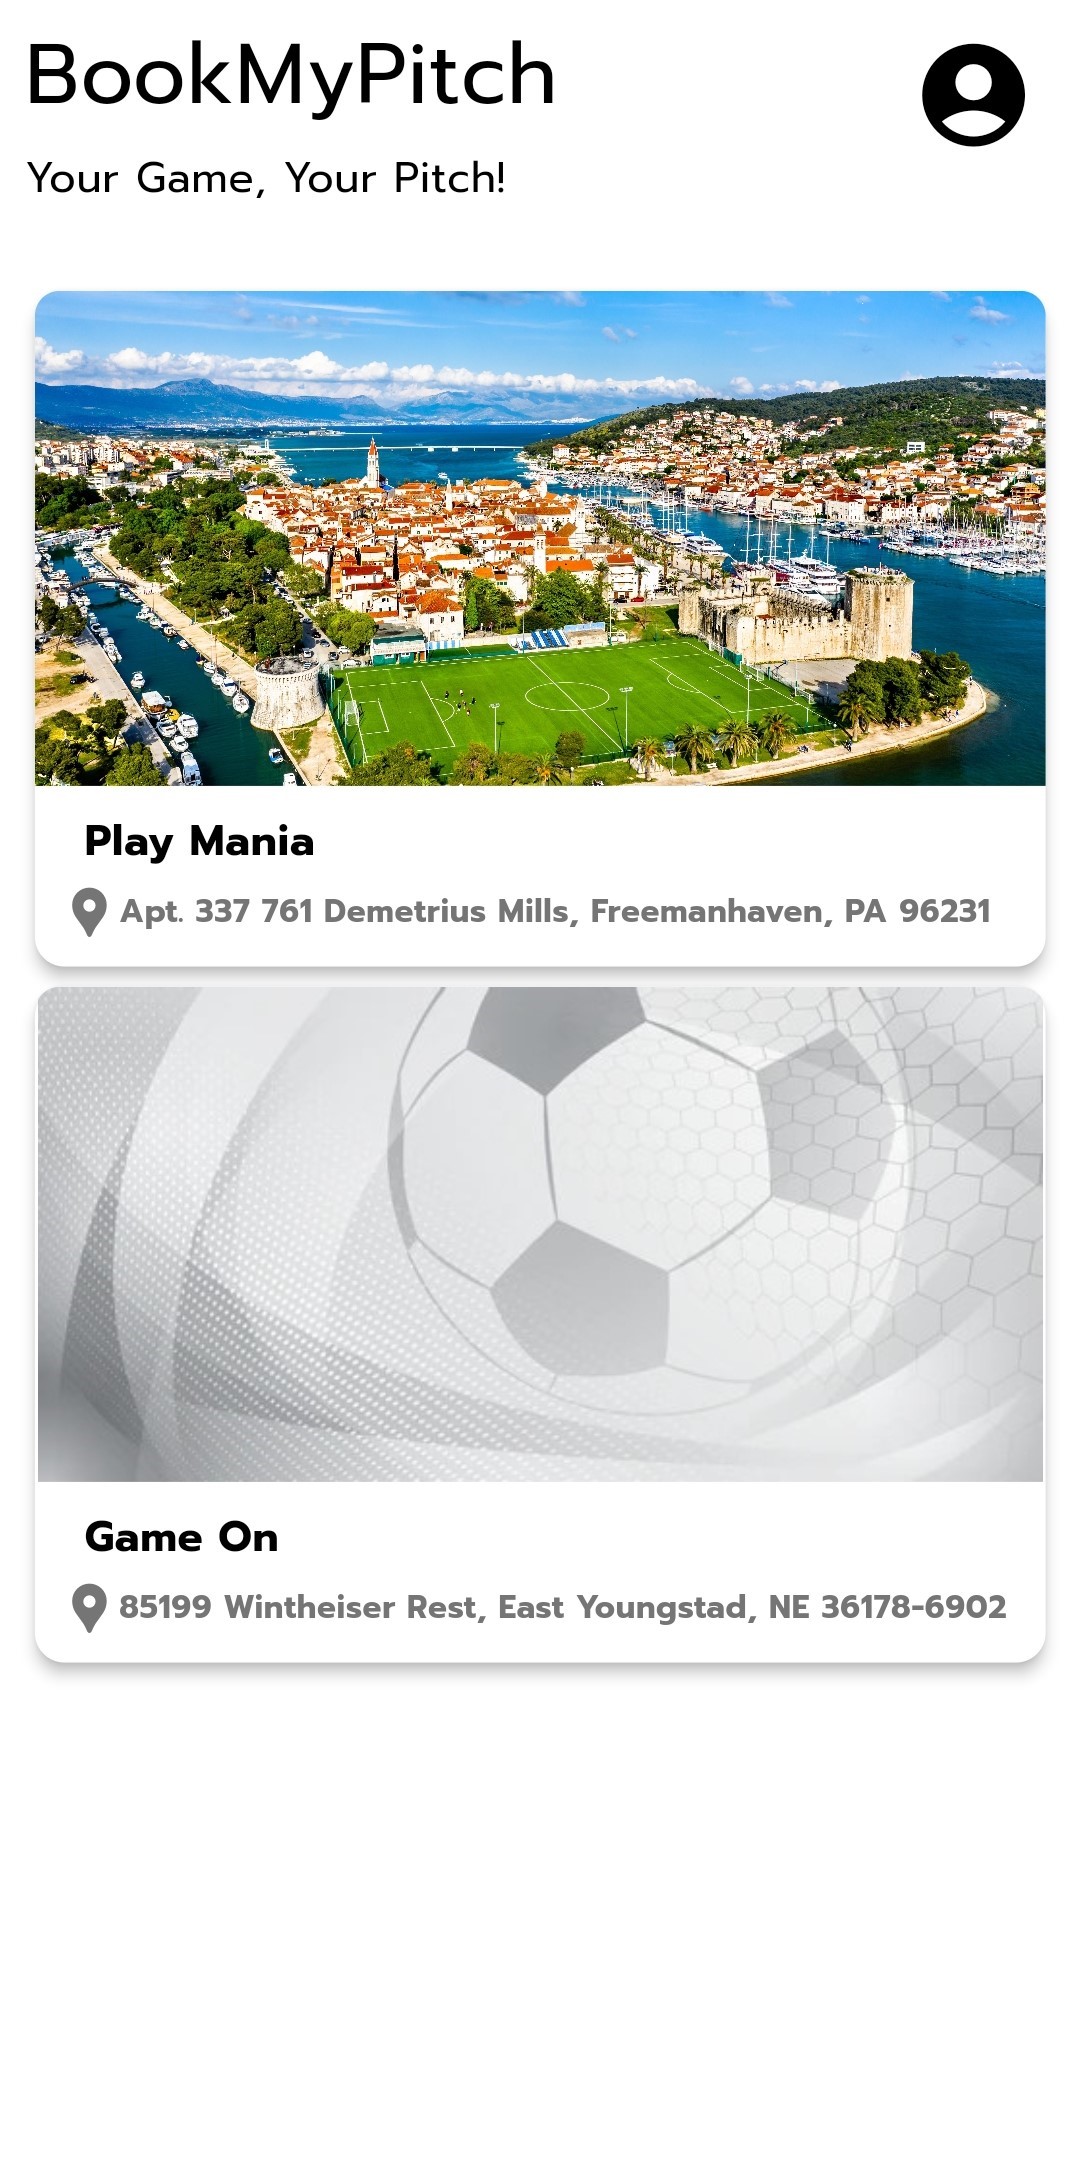 BookMyPitch
Your Game, Your Pitch!
Play Mania
Apt. 337 761 Demetrius Mills, Freemanhaven, PA 96231
Game On
85199 Wintheiser Rest, East Youngstad, NE 36178-6902